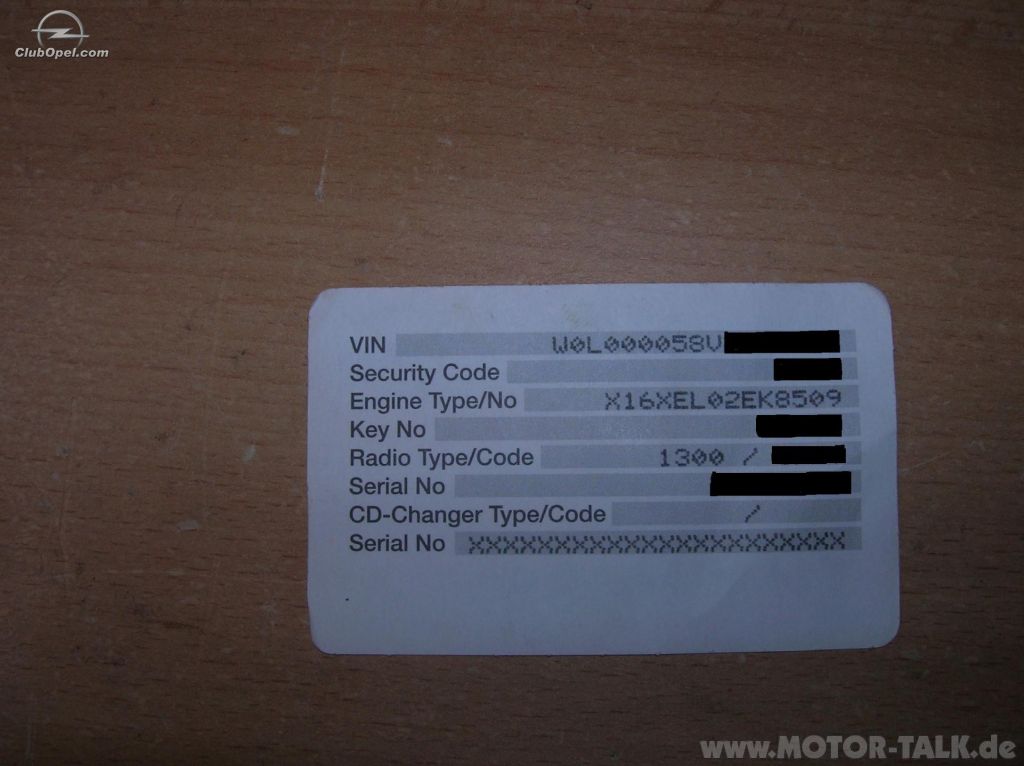 ClubOpel.com
VIN W0L000058V
Security Code
Engine Type/No X16XEL02EK8509
Key No
Radio Type/Code 1300 /
Serial No
CD-Changer Type/Code /
Serial No XXXXXXXXXXXXXXXXXXXXXX
www.MOTOR-TALK.de